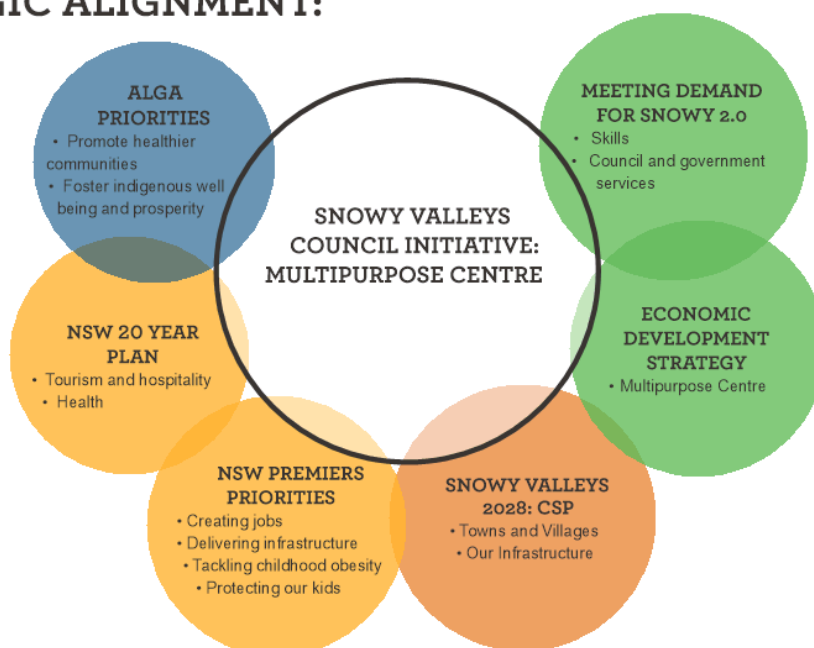 ALIGNMENT:
ALGA
PRIORITIES
• Promote healthier
communities
• Foster indigenous well
being and prosperity
MEETING DEMAND
FOR SNOWY 2.0
• Skills
• Council and government
services
SNOWY VALLEYS
COUNCIL INITIATIVE:
MULTIPURPOSE CENTRE
NSW 20 YEAR
PLAN
• Tourism and hospitality
• Health
ECONOMIC
DEVELOPMENT
STRATEGY
• Multipurpose Centre
NSW PREMIERS
PRIORITIES
• Creating jobs
• Delivering infrastructure
• Tackling childhood obesity
• Protecting our kids
SNOWY VALLEYS
2028: CSP
• Towns and Villages
• Our Infrastructure